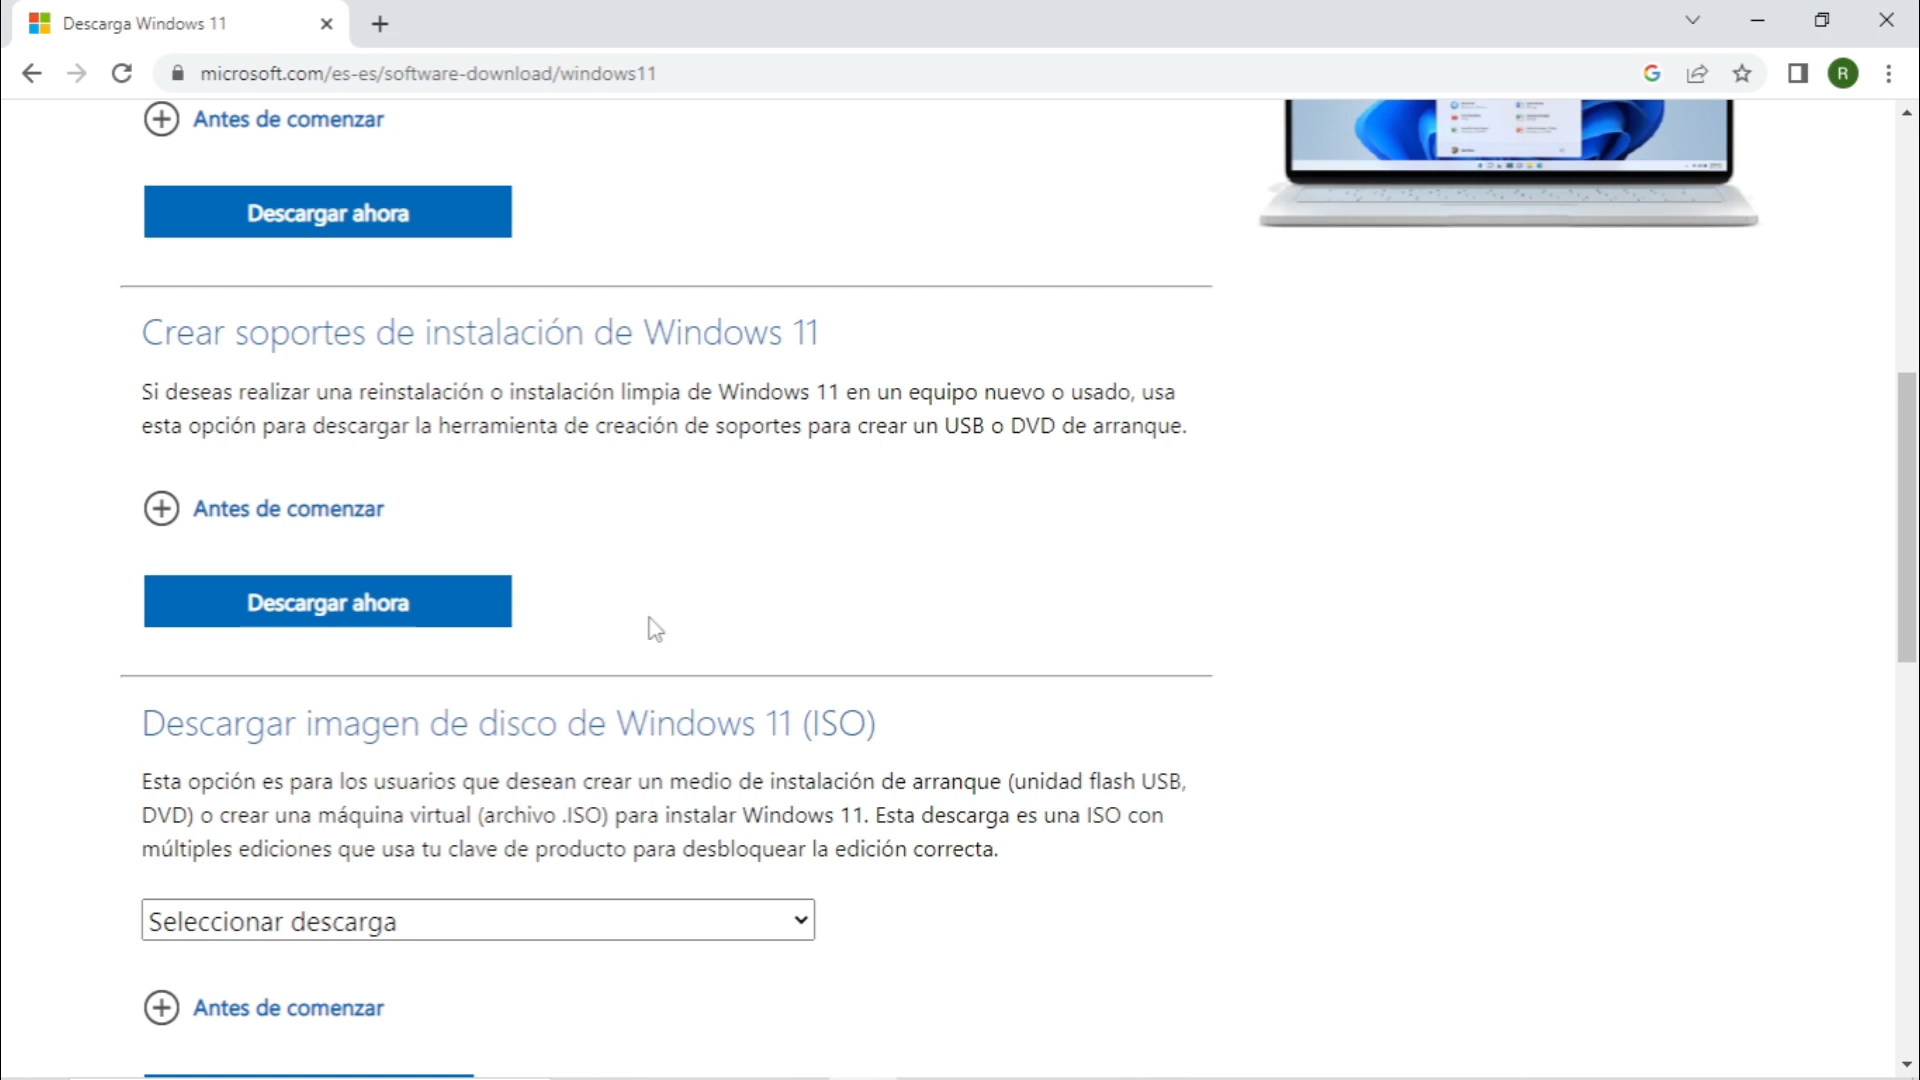 Descarga Windows 11
microsoft.com/es-es/software-download/windows11
R
Antes de comenzar
Descargar ahora
Crear soportes de instalación de Windows 11
Si deseas realizar una reinstalación o instalación limpia de Windows 11 en un equipo nuevo o usado, usa
esta opción para descargar la herramienta de creación de soportes para crear un USB o DVD de arranque.
Antes de comenzar
Descargar ahora
Descargar imagen de disco de Windows 11 (ISO)
Esta opción es para los usuarios que desean crear un medio de instalación de arranque (unidad flash USB,
DVD) o crear una máquina virtual (archivo .ISO) para instalar Windows 11. Esta descarga es una ISO con
múltiples ediciones que usa tu clave de producto para desbloquear la edición correcta.
Seleccionar descarga
Antes de comenzar